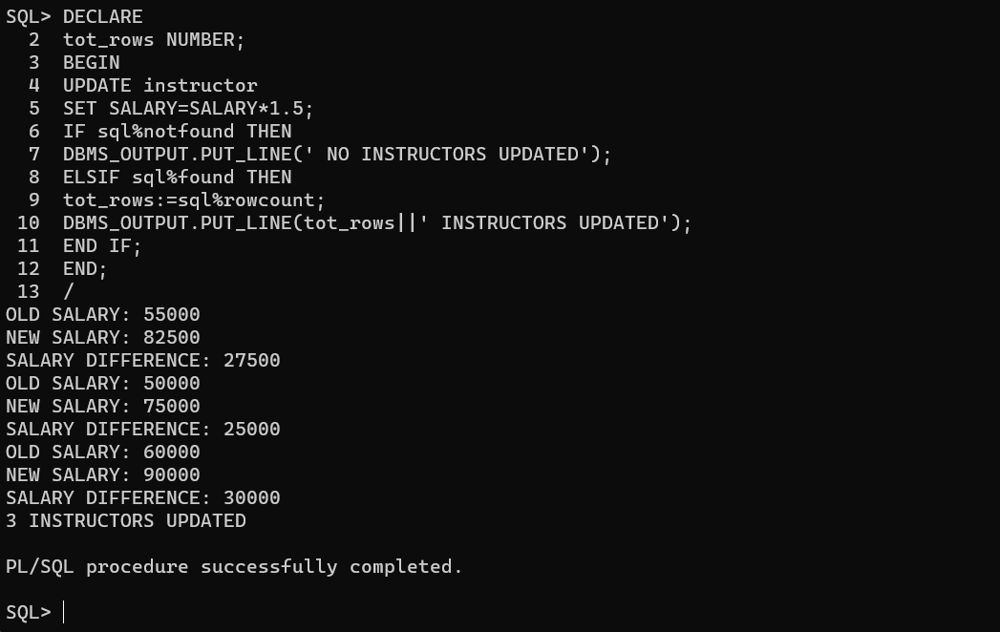 SQL> DECLARE
  2  tot_rows NUMBER;
  3  BEGIN
  4  UPDATE instructor
  5  SET SALARY=SALARY*1.5;
  6  IF sql%notfound THEN
  7  DBMS_OUTPUT.PUT_LINE(' NO INSTRUCTORS UPDATED');
  8  ELSIF sql%found THEN
  9  tot_rows:=sql%rowcount;
 10  DBMS_OUTPUT.PUT_LINE(tot_rows||' INSTRUCTORS UPDATED');
 11  END IF;
 12  END;
 13  /
OLD SALARY: 55000
NEW SALARY: 82500
SALARY DIFFERENCE: 27500
OLD SALARY: 50000
NEW SALARY: 75000
SALARY DIFFERENCE: 25000
OLD SALARY: 60000
NEW SALARY: 90000
SALARY DIFFERENCE: 30000
3 INSTRUCTORS UPDATED

PL/SQL procedure successfully completed.

SQL>